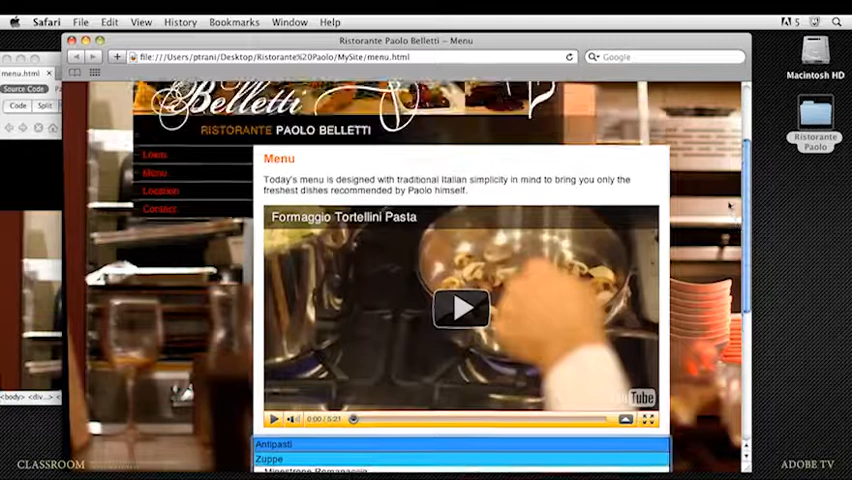 Safari File Edit View History Bookmarks Window Help
5
Ristorante Paolo Belletti – Menu
menu.html
file:///Users/ptrani/Desktop/Ristorante%20Paolo/MySite/menu.html
Google
Macintosh HD
Source Code
Code Split
Belletti
RISTORANTE PAOLO BELLETTI
Ristorante
Paolo
Menu
Menu
Location
Contact
Today's menu is designed with traditional Italian simplicity in mind to bring you only the
freshest dishes recommended by Paolo himself.
Formaggio Tortellini Pasta
YouTube
<body> <div...
0:00 / 5:21
Antipasti
Zuppe
CLASSROOM
ADOBE TV